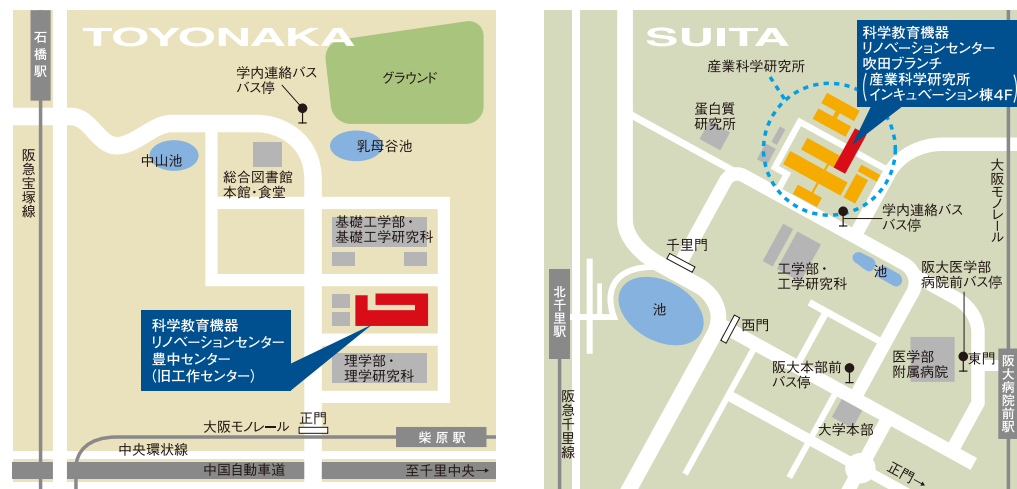 TOYONAKA
石橋駅
学内連絡バス
バス停
グラウンド
乳母谷池
中山池
阪急宝塚線
総合図書館
本館・食堂
基礎工学部・
基礎工学研究科
科学教育機器
リノベーションセンター
豊中センター
(旧工作センター)
理学部・
理学研究科
正門
大阪モノレール
柴原駅
中央環状線
中国自動車道
至千里中央→
SUITA
科学教育機器
リノベーションセンター
吹田ブランチ
(産業科学研究所
インキュベーション棟4F)
産業科学研究所
蛋白質
研究所
大阪モノレール
学内連絡バス
バス停
千里門
工学部・
工学研究科
池
阪大医学部
病院前バス停
北千里駅
池
西門
医学部
附属病院
東門
阪大本部前
バス停
阪大病院前駅
阪急千里線
大学本部
正門→